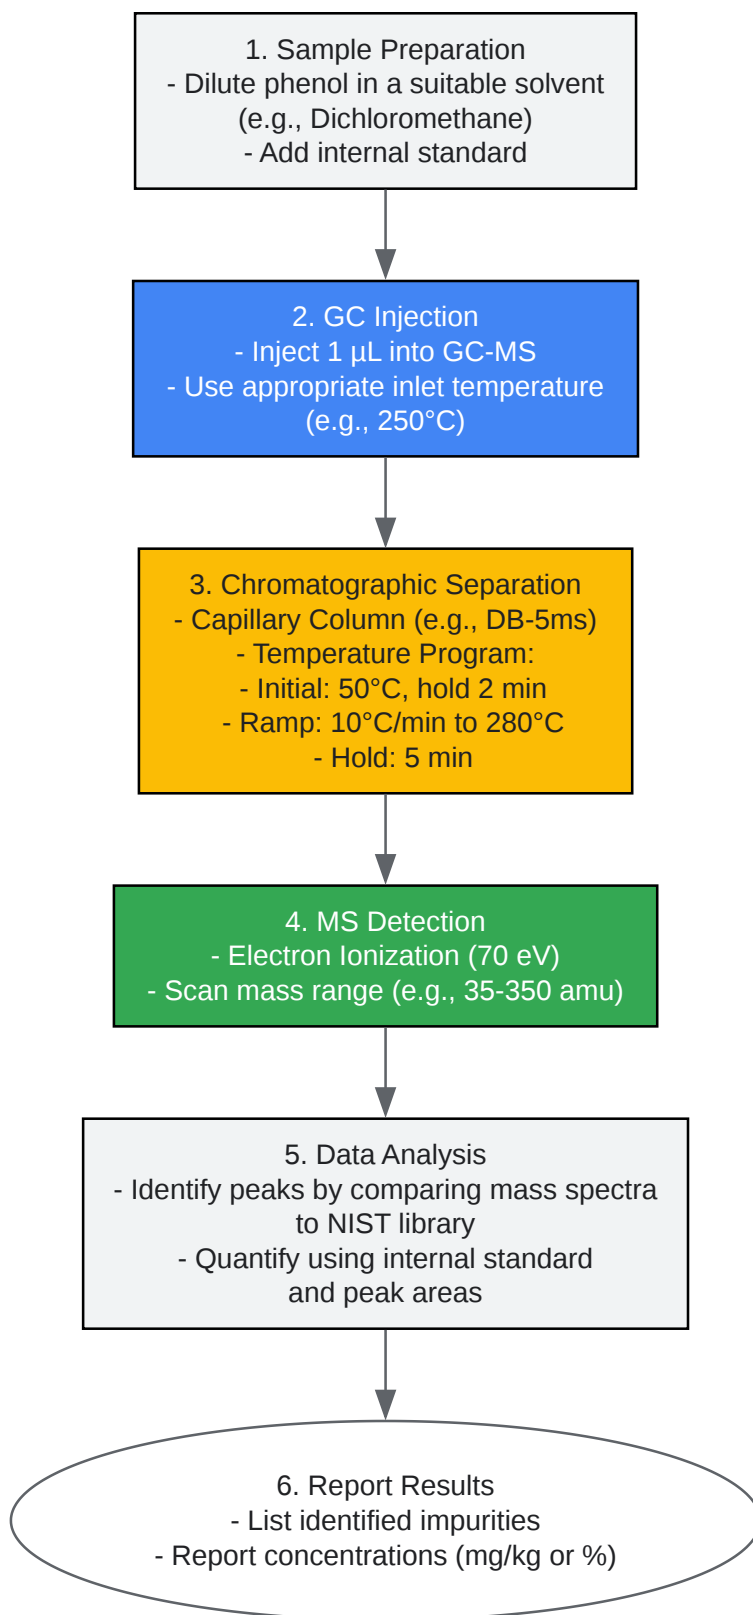 1. Sample Preparation
- Dilute phenol in a suitable solvent
(e.g., Dichloromethane)
- Add internal standard
2. GC Injection
- Inject 1 µL into GC-MS
- Use appropriate inlet temperature
(e.g., 250°C)
3. Chromatographic Separation
- Capillary Column (e.g., DB-5ms)
- Temperature Program:
- Initial: 50°C, hold 2 min
- Ramp: 10°C/min to 280°C
- Hold: 5 min
4. MS Detection
- Electron Ionization (70 eV)
- Scan mass range (e.g., 35-350 amu)
5. Data Analysis
- Identify peaks by comparing mass spectra
to NIST library
- Quantify using internal standard
and peak areas
6. Report Results
- List identified impurities
- Report concentrations (mg/kg or %)